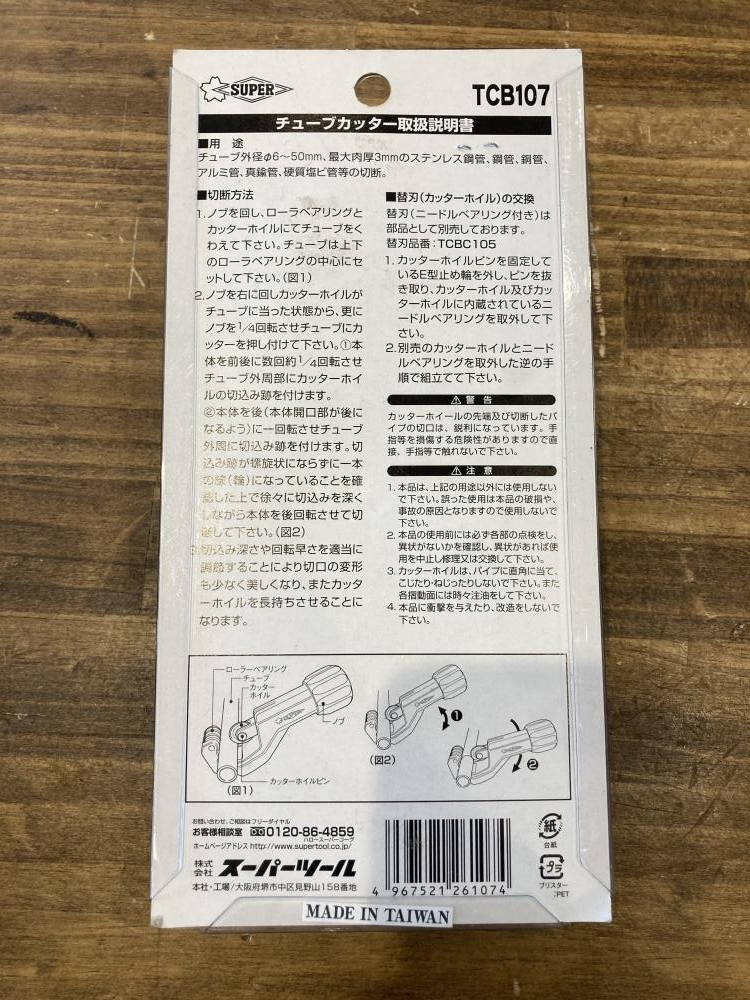 SUPER
TCB107
チューブカッター取扱説明書
■用 途
チューブ外径φ6～50mm、最大肉厚3mmのステンレス鋼管、鋼管、銅管、
アルミ管、真鍮管、硬質塩ビ管等の切断。
■切断方法
1.ノブを回し、ローラベアリングと
カッターホイルにてチューブをく
わえて下さい。チューブは上下
のローラベアリングの中心にセ
ットして下さい。(図1)
2.ノブを右に回しカッターホイルが
チューブに当った状態から、更に
ノブを1/4回転させチューブにカ
ッターを押し付けて下さい。①本
体を前後に数回約1/4回転させ
チューブ外周部にカッターホイ
ルの切込み跡を付けます。
②本体を後(本体開口部が後に
なるよう)に一回転させチューブ
外周に切込み跡を付けます。切
込み跡が螺旋状にならずに一本
の線(輪)になっていることを確
認した上で徐々に切込みを深く
しながら本体を後回転させて切
断して下さい。(図2)
3.切込み深さや回転早さを適当に
調節することにより切口の変形
も少なく美しくなり、またカッタ
ーホイルを長持ちさせることに
なります。
■替刃(カッターホイル)の交換
替刃(ニードルベアリング付き)は
部品として別売しております。
替刃品番:TCBC105
1.カッターホイルピンを固定して
いるE型止め輪を外し、ピンを抜
き取り、カッターホイル及びカッ
ターホイルに内蔵されているニ
ードルベアリングを取外して下
さい。
2.別売のカッターホイルとニード
ルベアリングを取外した逆の手
順で組立てて下さい。
⚠警 告
カッターホイールの先端及び切断したパ
イプの切口は、鋭利になっています。手
指等を損傷する危険性がありますので直
接、手指等で触れないで下さい。
⚠注 意
1.本品は、上記の用途以外には使用しない
で下さい。誤った使用は本品の破損や、
事故の原因となりますので使用しないで
下さい。
2.本品の使用前には必ず各部の点検をし、
異状がないかを確認し、異状があれば使
用を中止し修理又は交換して下さい。
3.カッターホイルは、パイプに直角に当て、
こじたり・ねじったりしないで下さい。また
各摺動面には時々注油をして下さい。
4.本品に衝撃を与えたり、改造をしないで
下さい。
ローラーベアリング
チューブ
カッター
ホイル
ノブ
カッターホイルピン
(図1)
❶
(図2)
❷
お問い合わせ、ご相談はフリーダイヤル
お客様相談室 0120-86-4859
ハロースーパーコーク
ホームページアドレス http://www.supertool.co.jp/
株式
会社 スーパーツール
本社・工場/大阪府堺市中区見野山158番地
4 967521 261074
紙
台紙
プラ
ブリスター
:PET
MADE IN TAIWAN